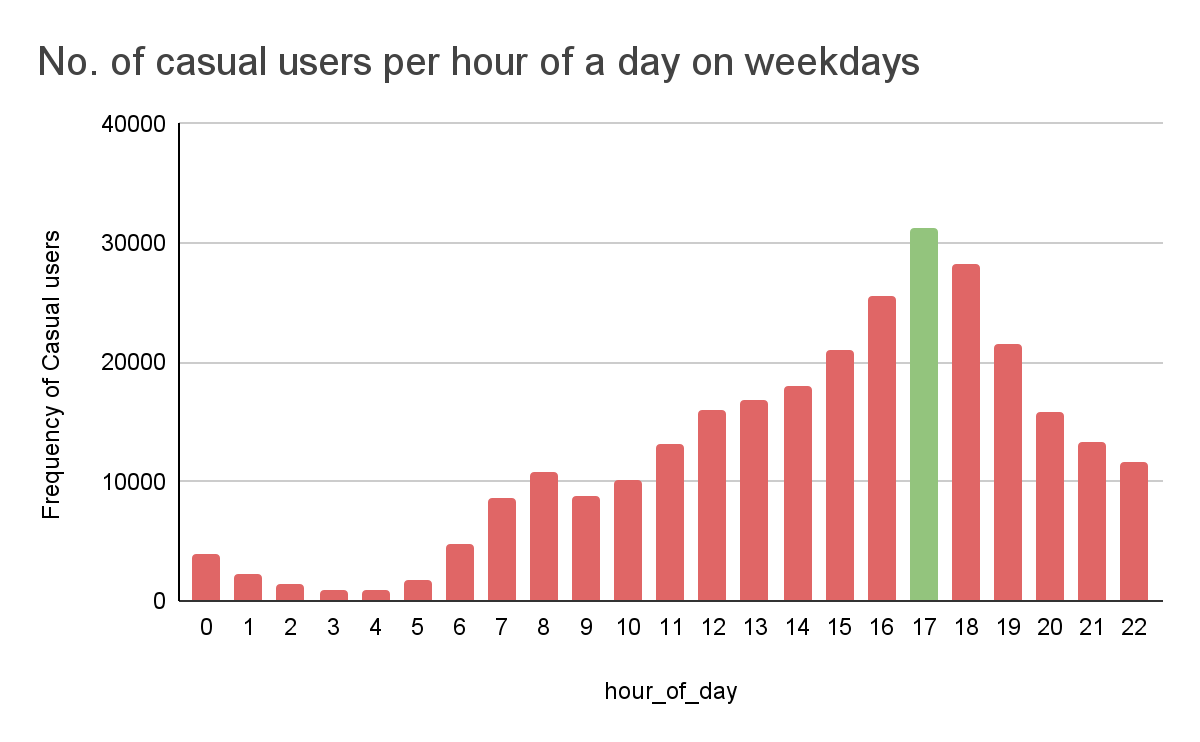 No. of casual users per hour of a day on weekdays
40000
30000
20000
10000
0
Frequency of Casual users
0 1 2 3 4 5 6 7 8 9 10 11 12 13 14 15 16 17 18 19 20 21 22
hour_of_day